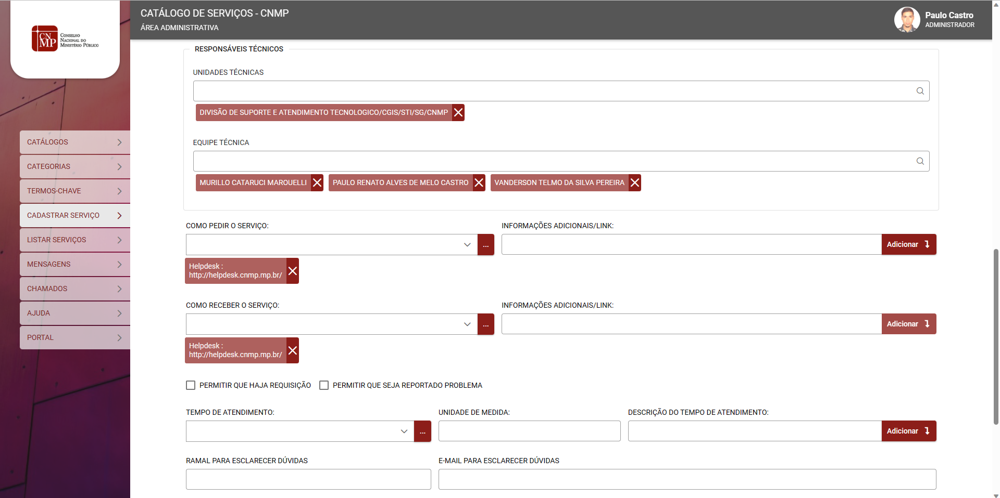 CNMP
CONSELHO
NACIONAL DO
MINISTÉRIO PÚBLICO
CATÁLOGO DE SERVIÇOS - CNMP
ÁREA ADMINISTRATIVA
Paulo Castro
ADMINISTRADOR
CATÁLOGOS
CATEGORIAS
TERMOS-CHAVE
CADASTRAR SERVIÇO
LISTAR SERVIÇOS
MENSAGENS
CHAMADOS
AJUDA
PORTAL
RESPONSÁVEIS TÉCNICOS
UNIDADES TÉCNICAS
DIVISÃO DE SUPORTE E ATENDIMENTO TECNOLOGICO/CGIS/STI/SG/CNMP
EQUIPE TÉCNICA
MURILLO CATARUCI MAROUELLI
PAULO RENATO ALVES DE MELO CASTRO
VANDERSON TELMO DA SILVA PEREIRA
COMO PEDIR O SERVIÇO:
INFORMAÇÕES ADICIONAIS/LINK:
...
Adicionar
Helpdesk :
http://helpdesk.cnmp.mp.br/
COMO RECEBER O SERVIÇO:
INFORMAÇÕES ADICIONAIS/LINK:
...
Adicionar
Helpdesk :
http://helpdesk.cnmp.mp.br/
PERMITIR QUE HAJA REQUISIÇÃO
PERMITIR QUE SEJA REPORTADO PROBLEMA
TEMPO DE ATENDIMENTO:
UNIDADE DE MEDIDA:
DESCRIÇÃO DO TEMPO DE ATENDIMENTO:
...
Adicionar
RAMAL PARA ESCLARECER DÚVIDAS
E-MAIL PARA ESCLARECER DÚVIDAS